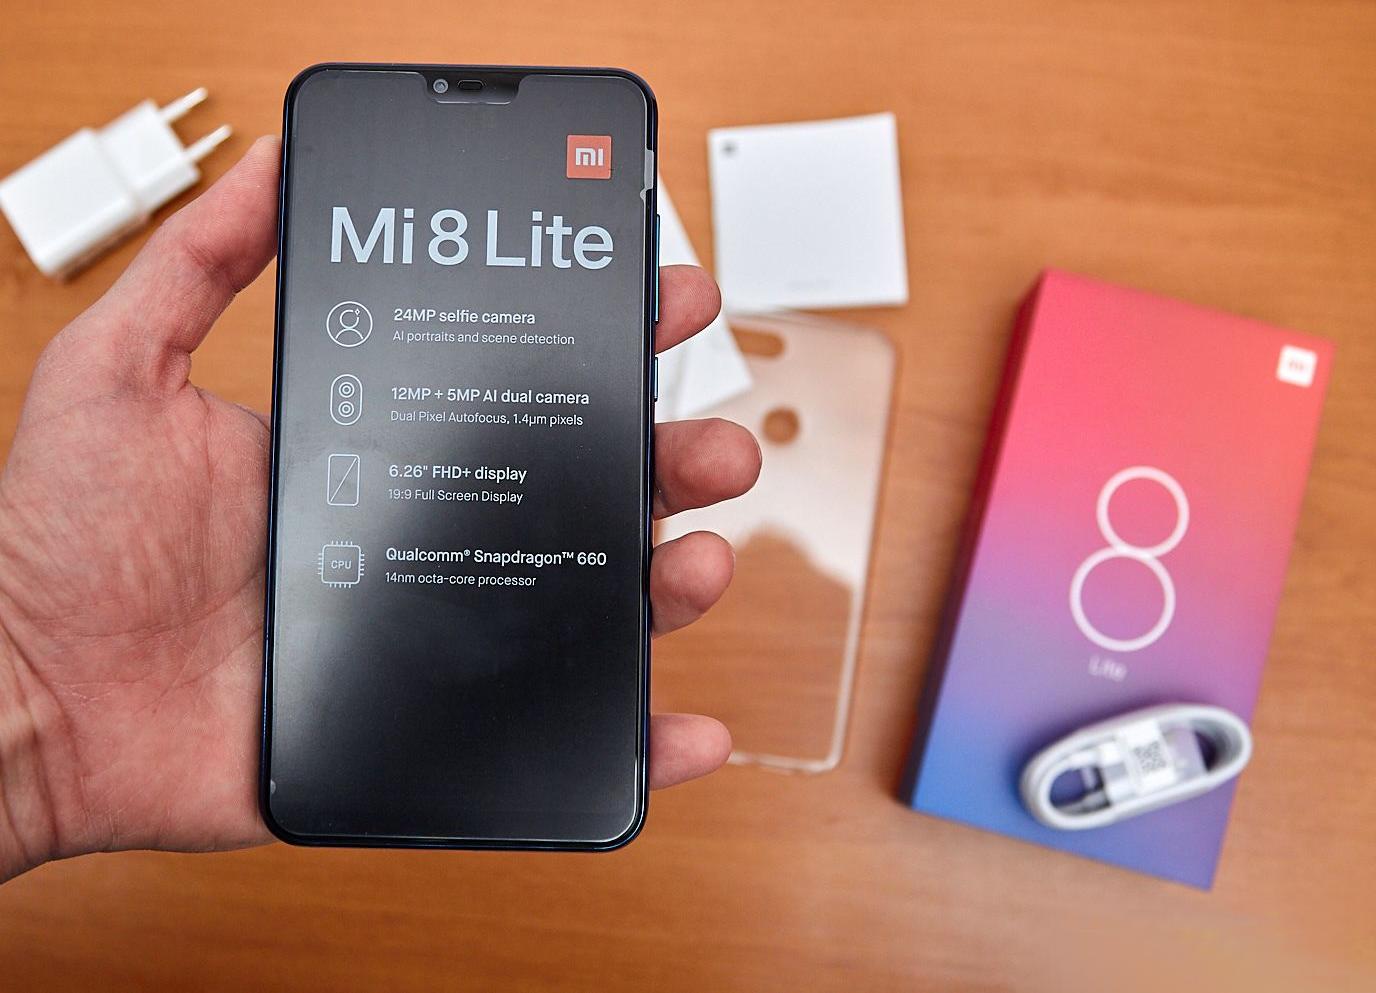 mi
Mi 8 Lite
24MP selfie camera
AI portraits and scene detection
12MP + 5MP AI dual camera
Dual Pixel Autofocus, 1.4μm pixels
6.26" FHD+ display
19:9 Full Screen Display
CPU
Qualcomm® Snapdragon™ 660
14nm octa-core processor
mi
8
Lite